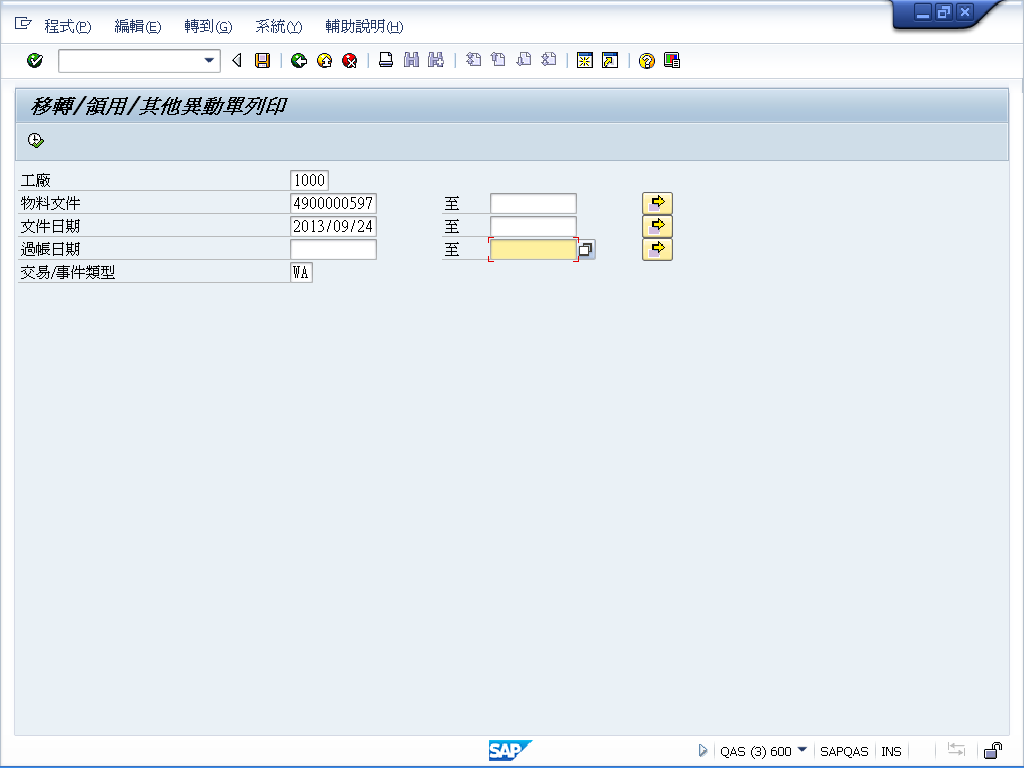 程式(P) 編輯(E) 轉到(G) 系統(Y) 輔助說明(H)
移轉/領用/其他異動單列印
工廠 1000
物料文件 4900000597 至
文件日期 2013/09/24 至
過帳日期 至
交易/事件類型 WA
SAP QAS (3) 600 SAPQAS INS